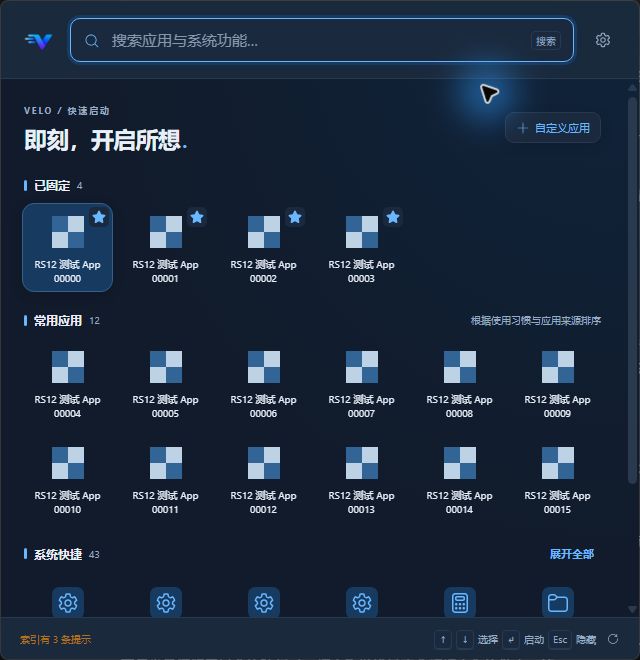 搜索应用与系统功能...
搜索
VELO / 快速启动
即刻，开启所想.
自定义应用
已固定 4
RS12 测试 App
00000
RS12 测试 App
00001
RS12 测试 App
00002
RS12 测试 App
00003
常用应用 12
根据使用习惯与应用来源排序
RS12 测试 App
00004
RS12 测试 App
00005
RS12 测试 App
00006
RS12 测试 App
00007
RS12 测试 App
00008
RS12 测试 App
00009
RS12 测试 App
00010
RS12 测试 App
00011
RS12 测试 App
00012
RS12 测试 App
00013
RS12 测试 App
00014
RS12 测试 App
00015
系统快捷 43
展开全部
索引有 3 条提示
↑ ↓ 选择 ↵ 启动 Esc 隐藏